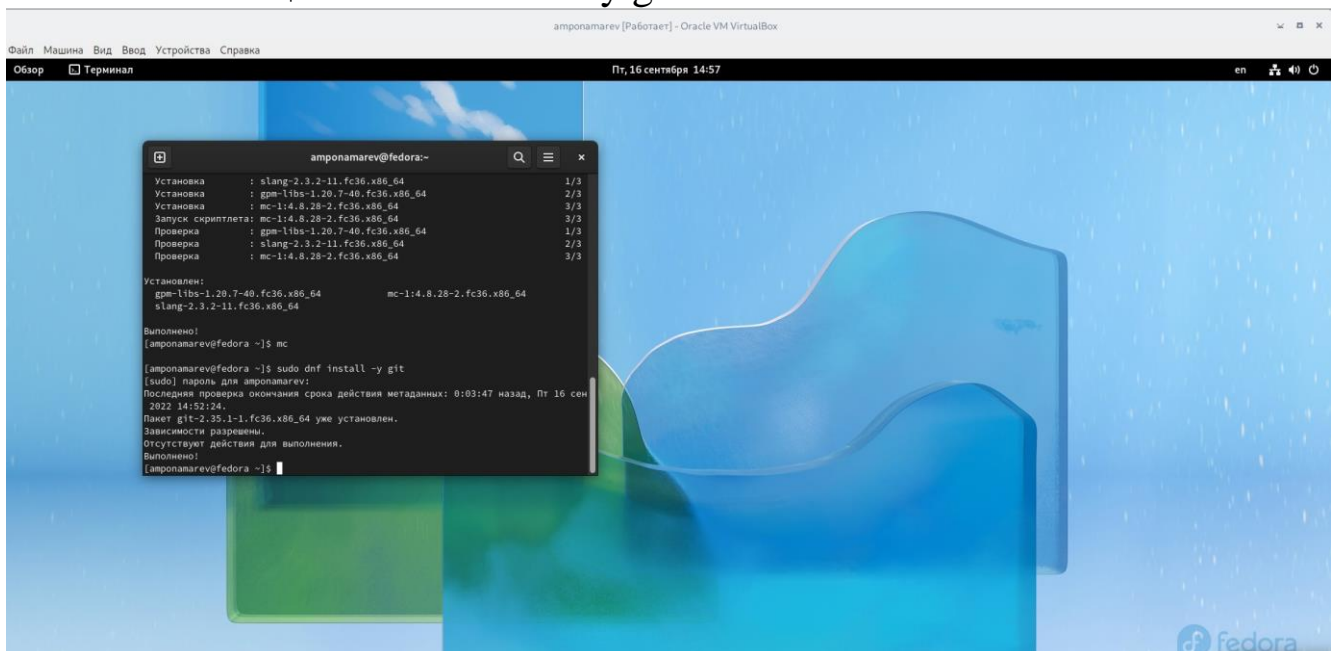 amponamarev [Работает] - Oracle VM VirtualBox
Файл Машина Вид Ввод Устройства Справка
Обзор Терминал Пт, 16 сентября 14:57 en
amponamarev@fedora:~
Установка : slang-2.3.2-11.fc36.x86_64 1/3
Установка : gpm-libs-1.20.7-40.fc36.x86_64 2/3
Установка : mc-1:4.8.28-2.fc36.x86_64 3/3
Запуск скриптлета: mc-1:4.8.28-2.fc36.x86_64 3/3
Проверка : gpm-libs-1.20.7-40.fc36.x86_64 1/3
Проверка : slang-2.3.2-11.fc36.x86_64 2/3
Проверка : mc-1:4.8.28-2.fc36.x86_64 3/3
Установлен:
gpm-libs-1.20.7-40.fc36.x86_64 mc-1:4.8.28-2.fc36.x86_64
slang-2.3.2-11.fc36.x86_64
Выполнено!
[amponamarev@fedora ~]$ mc
[amponamarev@fedora ~]$ sudo dnf install -y git
[sudo] пароль для amponamarev:
Последняя проверка окончания срока действия метаданных: 0:03:47 назад, Пт 16 сен
2022 14:52:24.
Пакет git-2.35.1-1.fc36.x86_64 уже установлен.
Зависимости разрешены.
Отсутствуют действия для выполнения.
Выполнено!
[amponamarev@fedora ~]$
fedora